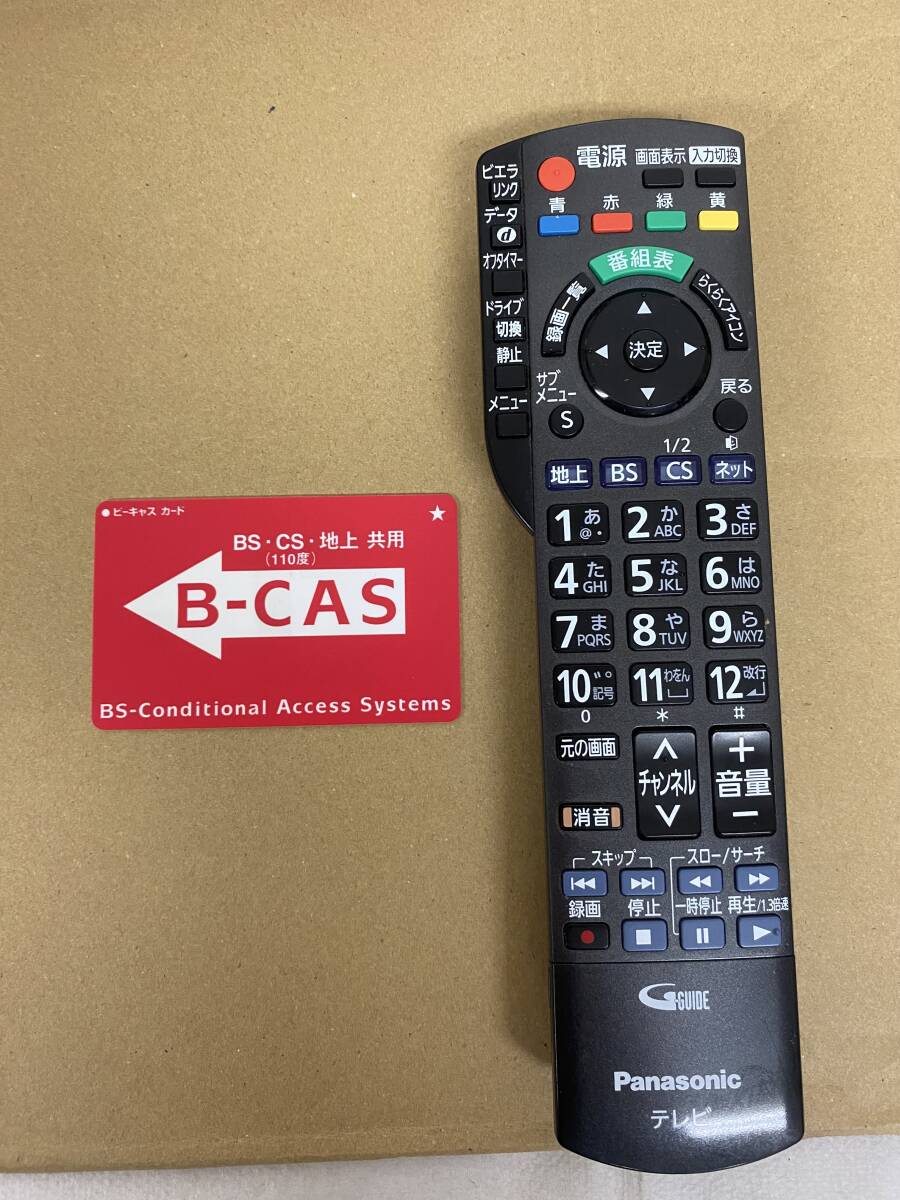 ●ビーキャス カード
★
BS・CS・地上 共用
(110度)
B-CAS
BS-Conditional Access Systems
電源 画面表示 入力切換
ビエラ
リンク
データ
d
オフタイマー
ドライブ
切換
静止
メニュー
青 赤 緑 黄
番組表
録画一覧
らくらくアイコン
決定
サブ
メニュー
S
戻る
1/2
地上 BS CS ネット
1 あ @・ 2 か ABC 3 さ DEF
4 た GHI 5 な JKL 6 は MNO
7 ま PQRS 8 や TUV 9 ら WXYZ
10 ゛゜ 記号 11 わをん 12 改行
0 * #
元の画面
チャンネル
+ 音量 −
消音
スキップ スロー/サーチ
録画 停止 一時停止 再生/1.3倍速
G-GUIDE
Panasonic
テレビ